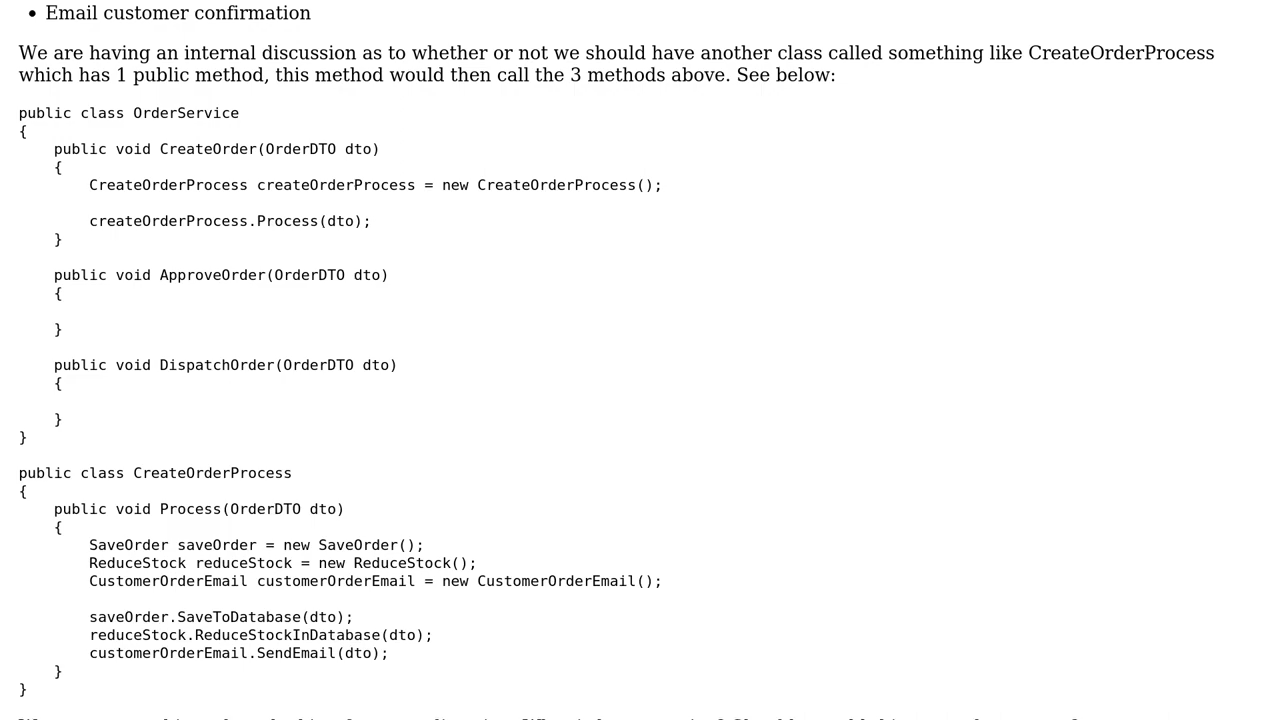 • Email customer confirmation
We are having an internal discussion as to whether or not we should have another class called something like CreateOrderProcess
which has 1 public method, this method would then call the 3 methods above. See below:
public class OrderService
{
    public void CreateOrder(OrderDTO dto)
    {
        CreateOrderProcess createOrderProcess = new CreateOrderProcess();
        createOrderProcess.Process(dto);
    }
    public void ApproveOrder(OrderDTO dto)
    {
    }
    public void DispatchOrder(OrderDTO dto)
    {
    }
}
public class CreateOrderProcess
{
    public void Process(OrderDTO dto)
    {
        SaveOrder saveOrder = new SaveOrder();
        ReduceStock reduceStock = new ReduceStock();
        CustomerOrderEmail customerOrderEmail = new CustomerOrderEmail();
        saveOrder.SaveToDatabase(dto);
        reduceStock.ReduceStockInDatabase(dto);
        customerOrderEmail.SendEmail(dto);
    }
}